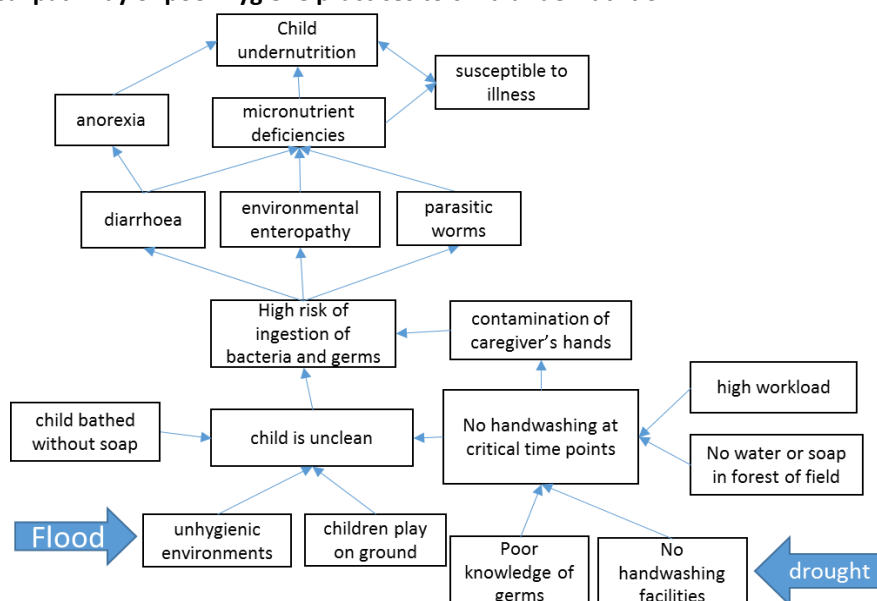 Child
undernutrition
susceptible to
illness
anorexia
micronutrient
deficiencies
diarrhoea
environmental
enteropathy
parasitic
worms
High risk of
ingestion of
bacteria and germs
contamination of
caregiver's hands
high workload
child bathed
without soap
child is unclean
No handwashing at
critical time points
No water or soap
in forest of field
Flood
unhygienic
environments
children play
on ground
Poor
knowledge of
germs
No
handwashing
facilities
drought